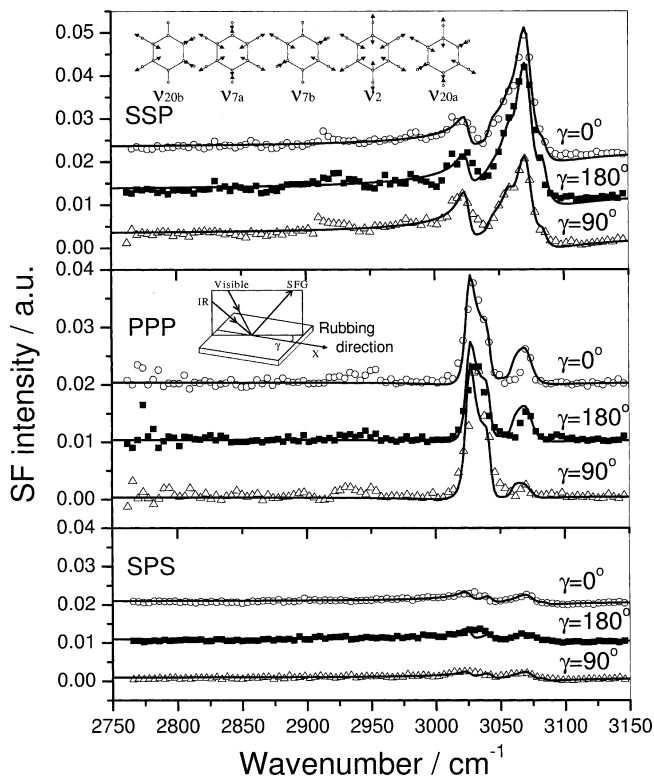 0.05
0.04
0.03
0.02
0.01
0.00
ν20b ν7a ν7b ν2 ν20a
SSP
γ=0°
γ=180°
γ=90°
0.04
0.03
0.02
0.01
0.00
PPP
Visible SFG
IR
γ
X
Rubbing
direction
γ=0°
γ=180°
γ=90°
0.04
0.03
0.02
0.01
0.00
SPS
γ=0°
γ=180°
γ=90°
SF intensity / a.u.
2750 2800 2850 2900 2950 3000 3050 3100 3150
Wavenumber / cm⁻¹